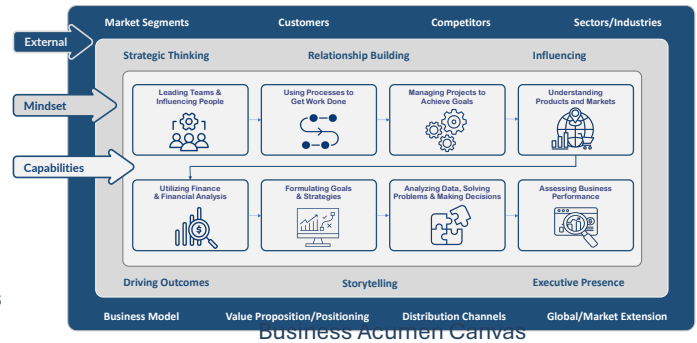 Market Segments Customers Competitors Sectors/Industries
External
Strategic Thinking Relationship Building Influencing
Leading Teams &
Influencing People
Using Processes to
Get Work Done
Managing Projects to
Achieve Goals
Understanding
Products and Markets
Mindset
Capabilities
Utilizing Finance
& Financial Analysis
Formulating Goals
& Strategies
Analyzing Data, Solving
Problems & Making Decisions
Assessing Business
Performance
$
Driving Outcomes Storytelling Executive Presence
s
Business Model Value Proposition/Positioning Distribution Channels Global/Market Extension
Business Acumen Canvas